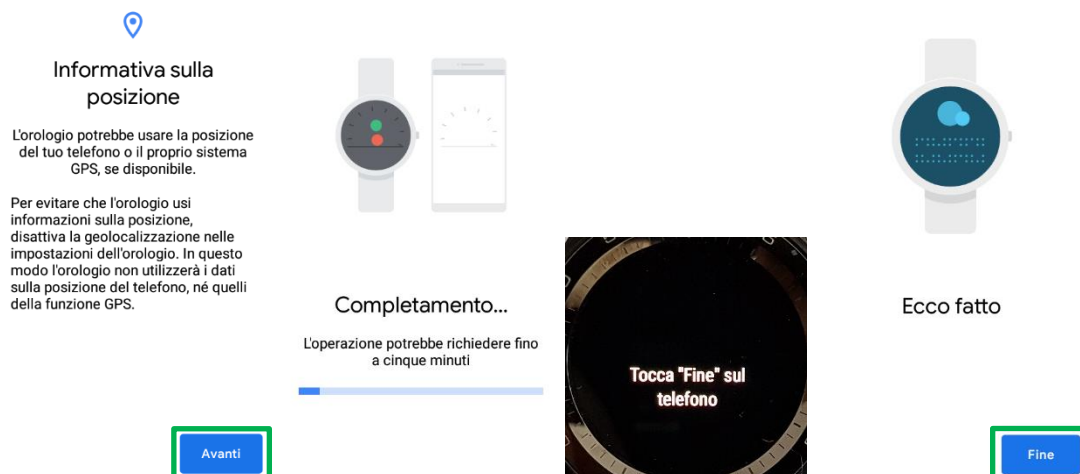 Informativa sulla
posizione
L'orologio potrebbe usare la posizione
del tuo telefono o il proprio sistema
GPS, se disponibile.
Per evitare che l'orologio usi
informazioni sulla posizione,
disattiva la geolocalizzazione nelle
impostazioni dell'orologio. In questo
modo l'orologio non utilizzerà i dati
sulla posizione del telefono, né quelli
della funzione GPS.
Avanti
Completamento...
L'operazione potrebbe richiedere fino
a cinque minuti
Tocca "Fine" sul
telefono
Ecco fatto
Fine